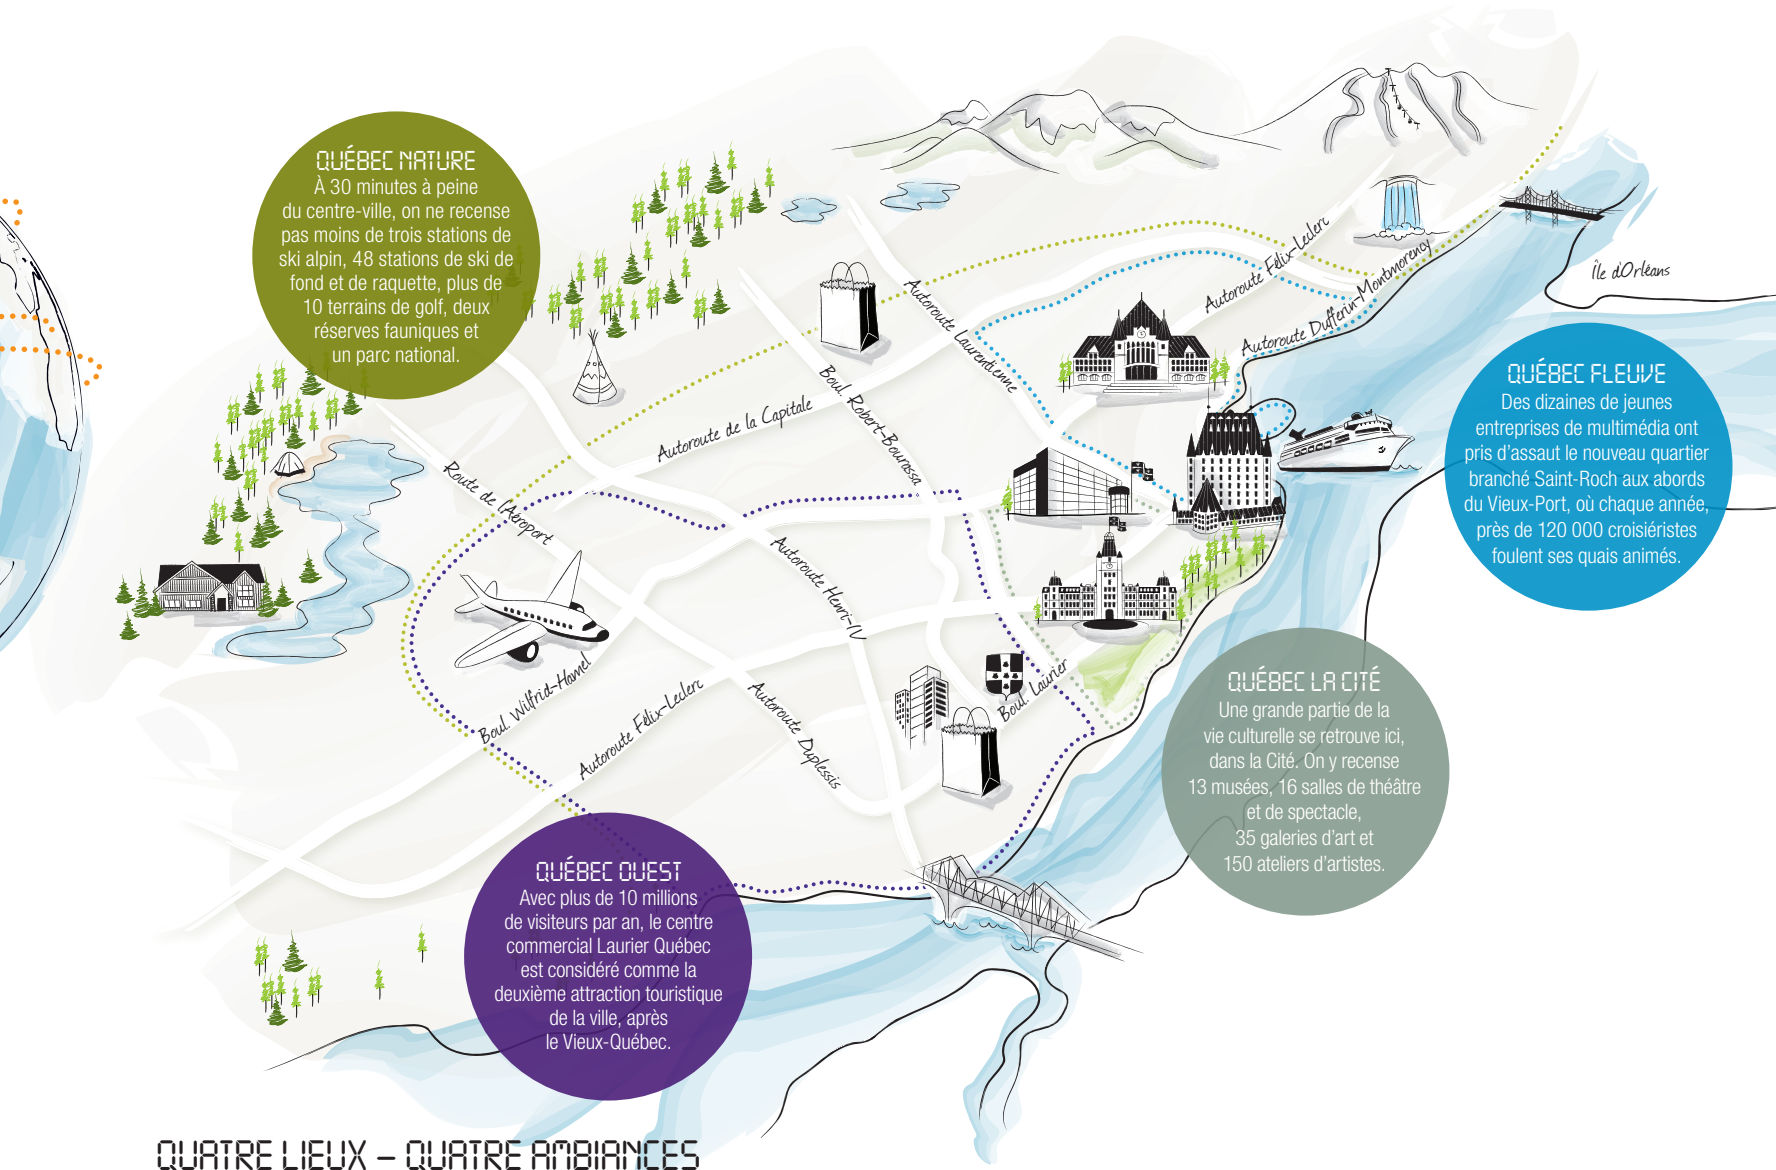 QUÉBEC NATURE
À 30 minutes à peine
du centre-ville, on ne recense
pas moins de trois stations de
ski alpin, 48 stations de ski de
fond et de raquette, plus de
10 terrains de golf, deux
réserves fauniques et
un parc national.
Autoroute Félix-Leclerc
Île d'Orléans
Autoroute Dufferin-Montmorency
Autoroute Laurentienne
Boul. Robert-Bourassa
Autoroute de la Capitale
Route de l'Aéroport
QUÉBEC FLEUVE
Des dizaines de jeunes
entreprises de multimédia ont
pris d'assaut le nouveau quartier
branché Saint-Roch aux abords
du Vieux-Port, où chaque année,
près de 120 000 croisiéristes
foulent ses quais animés.
Autoroute Henri-IV
Boul. Wilfrid-Hamel
Autoroute Félix-Leclerc
Autoroute Duplessis
Boul. Laurier
QUÉBEC LA CITÉ
Une grande partie de la
vie culturelle se retrouve ici,
dans la Cité. On y recense
13 musées, 16 salles de théâtre
et de spectacle,
35 galeries d'art et
150 ateliers d'artistes.
QUÉBEC OUEST
Avec plus de 10 millions
de visiteurs par an, le centre
commercial Laurier Québec
est considéré comme la
deuxième attraction touristique
de la ville, après
le Vieux-Québec.
QUATRE LIEUX – QUATRE AMBIANCES